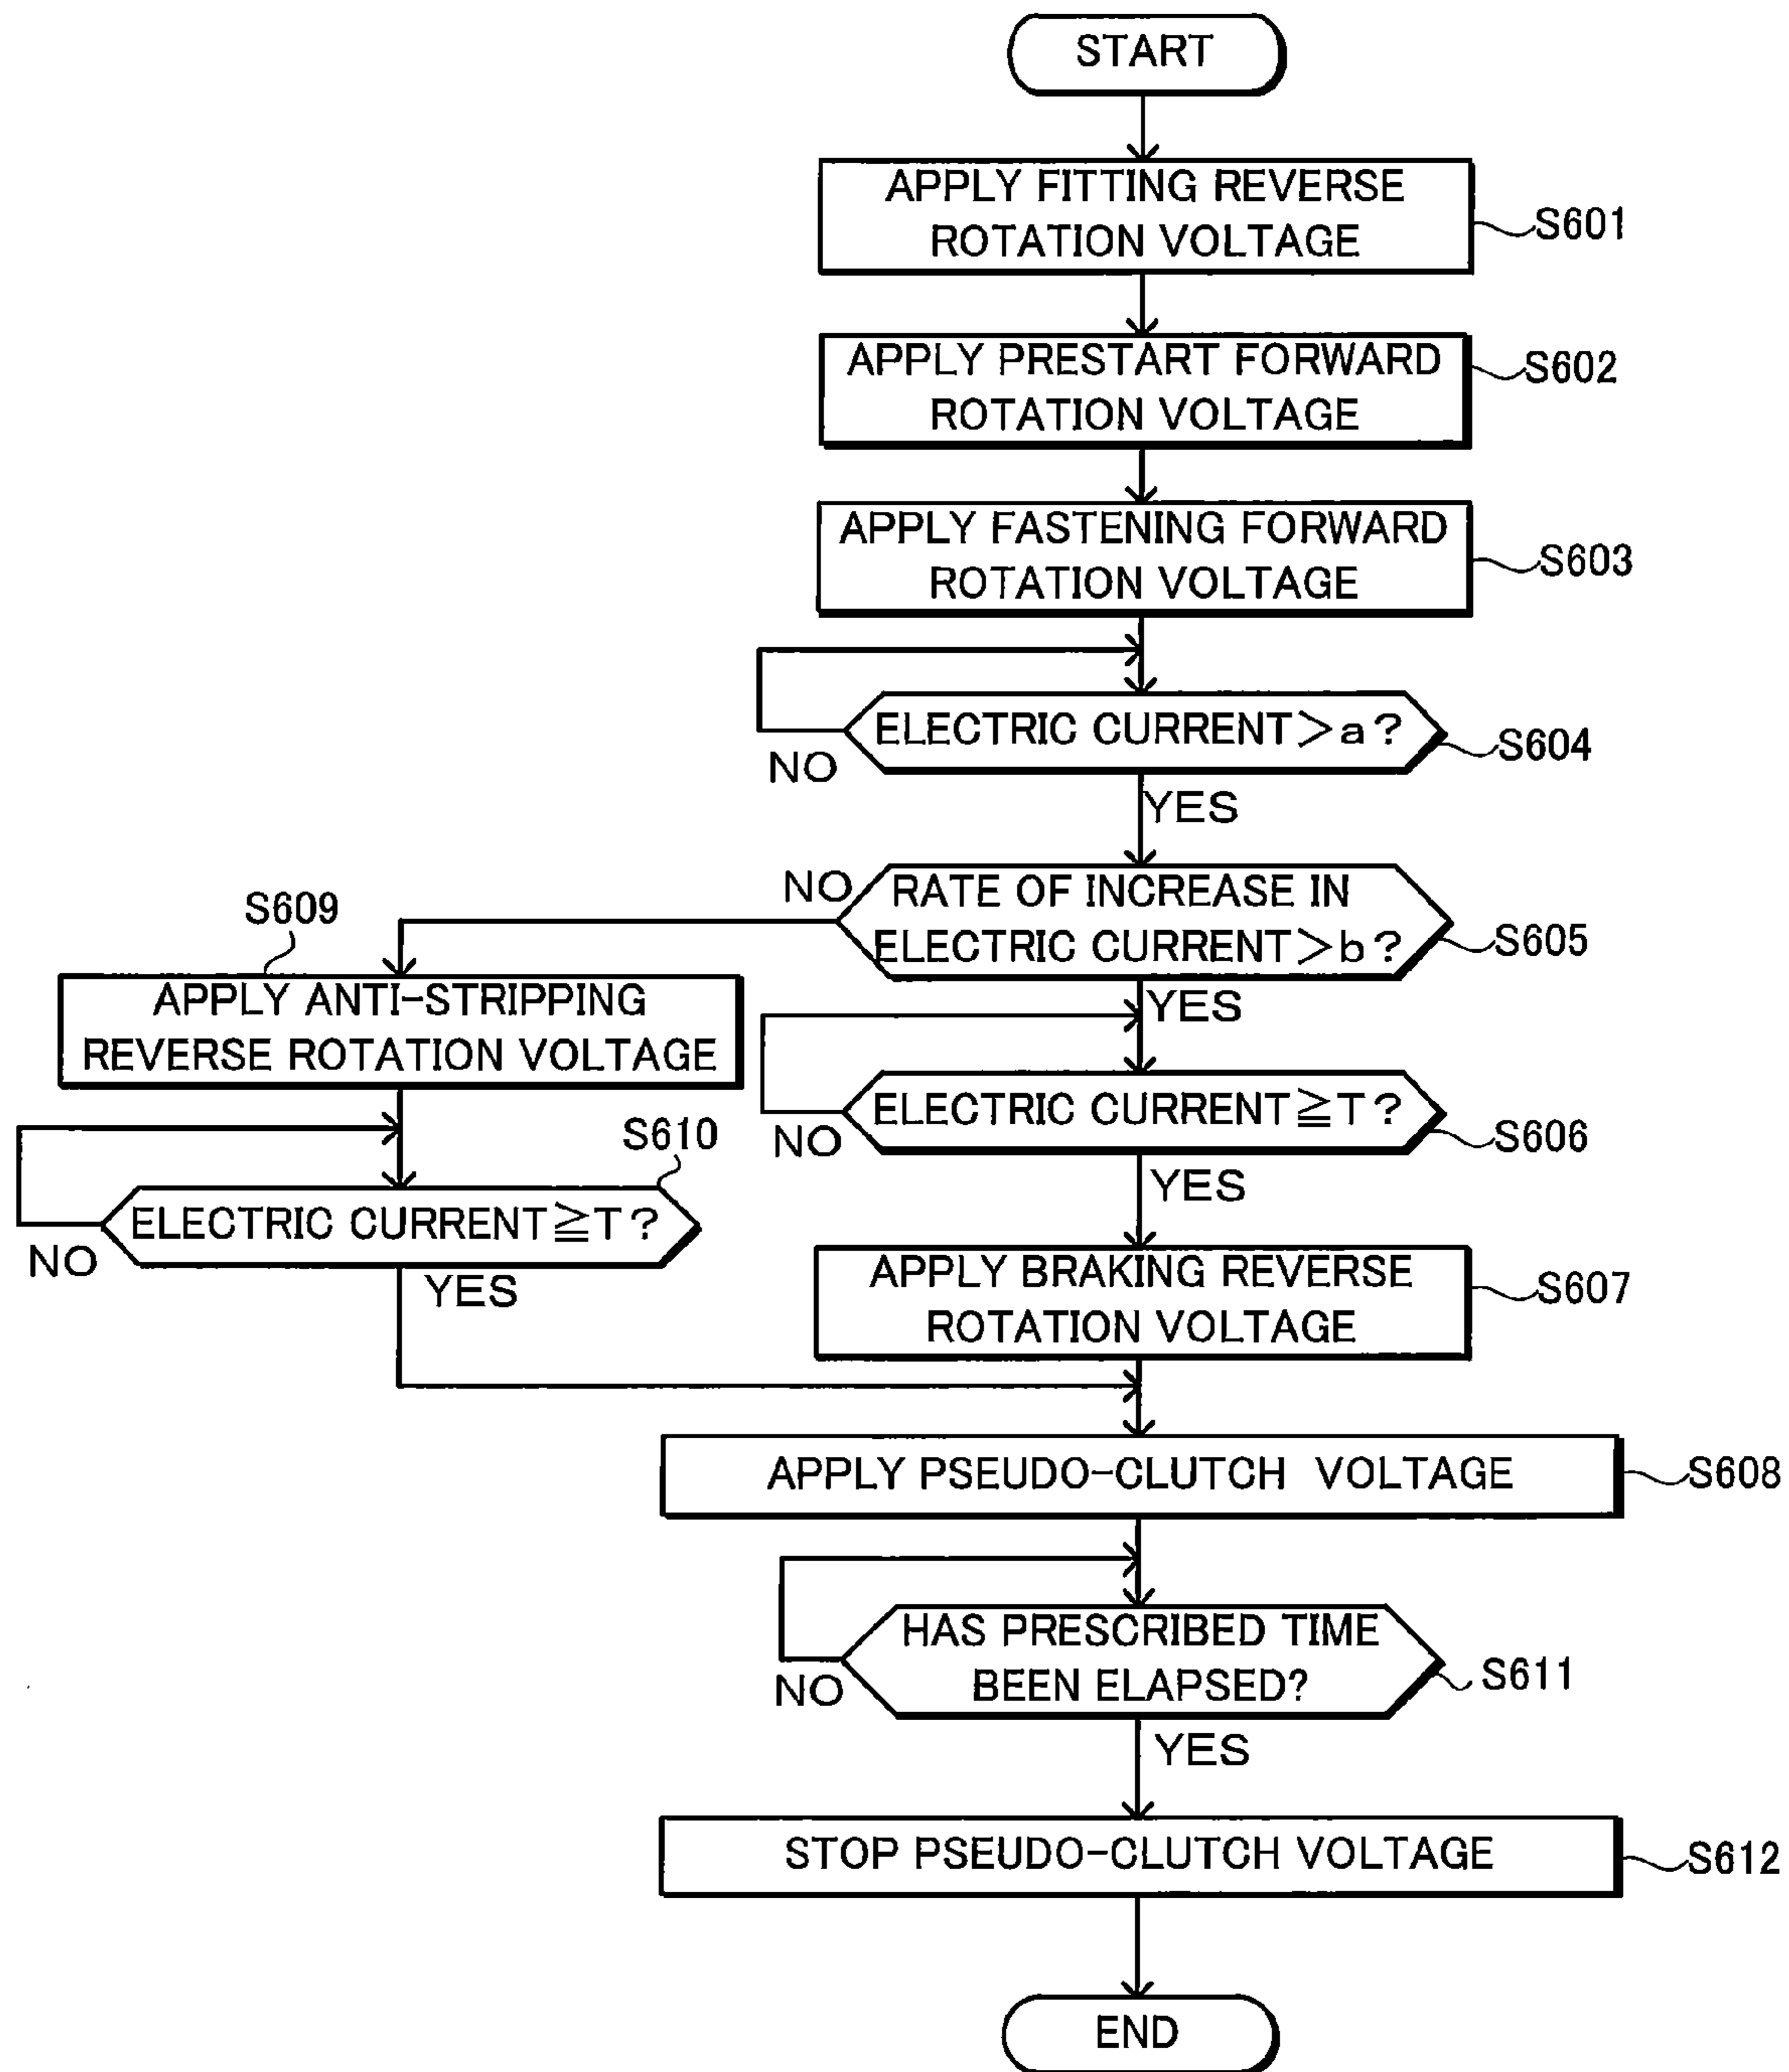 START
APPLY FITTING REVERSE
ROTATION VOLTAGE
S601
APPLY PRESTART FORWARD
ROTATION VOLTAGE
S602
APPLY FASTENING FORWARD
ROTATION VOLTAGE
S603
ELECTRIC CURRENT>a?
S604
NO
YES
RATE OF INCREASE IN
ELECTRIC CURRENT>b?
S605
NO
YES
S609
APPLY ANTI-STRIPPING
REVERSE ROTATION VOLTAGE
ELECTRIC CURRENT≧T?
S606
NO
YES
S610
ELECTRIC CURRENT≧T?
NO
YES
APPLY BRAKING REVERSE
ROTATION VOLTAGE
S607
APPLY PSEUDO-CLUTCH VOLTAGE
S608
HAS PRESCRIBED TIME
BEEN ELAPSED?
S611
NO
YES
STOP PSEUDO-CLUTCH VOLTAGE
S612
END